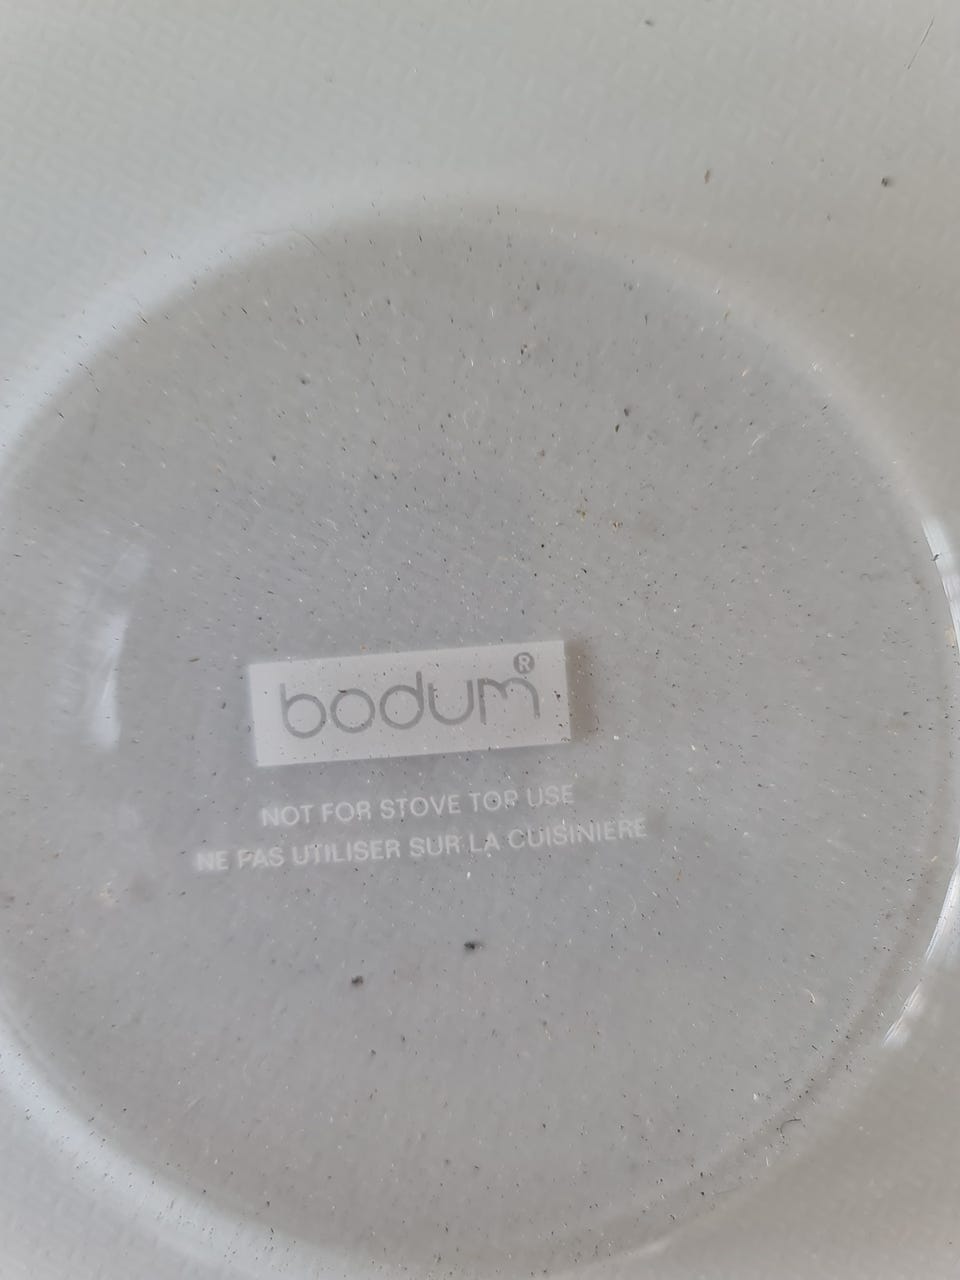 bodum®
NOT FOR STOVE TOP USE
NE PAS UTILISER SUR LA CUISINIERE